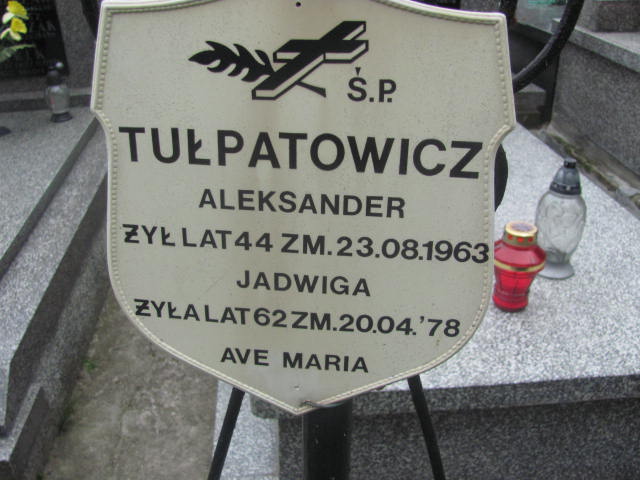 Ś.P.
TUŁPATOWICZ
ALEKSANDER
ŻYŁ LAT 44 ZM. 23.08.1963
JADWIGA
ŻYŁA LAT 62 ZM. 20.04.'78
AVE MARIA